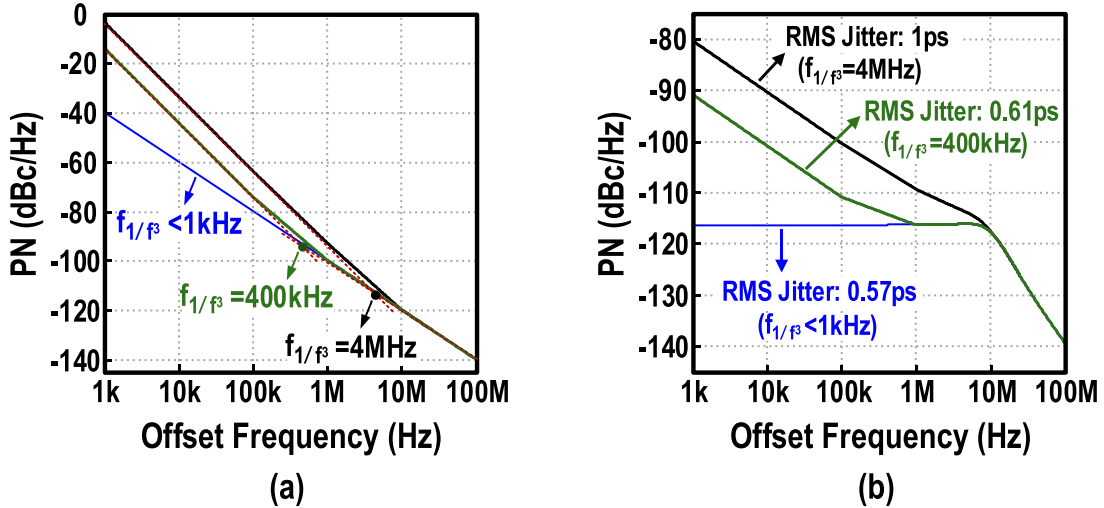 0
-20
-40
-60
-80
-100
-120
-140
PN (dBc/Hz)
f1/f³ <1kHz
f1/f³ =400kHz
f1/f³ =4MHz
1k 10k 100k 1M 10M 100M
Offset Frequency (Hz)
(a)
-80
-90
-100
-110
-120
-130
-140
PN (dBc/Hz)
RMS Jitter: 1ps
(f1/f³=4MHz)
RMS Jitter: 0.61ps
(f1/f³=400kHz)
RMS Jitter: 0.57ps
(f1/f³<1kHz)
1k 10k 100k 1M 10M 100M
Offset Frequency (Hz)
(b)